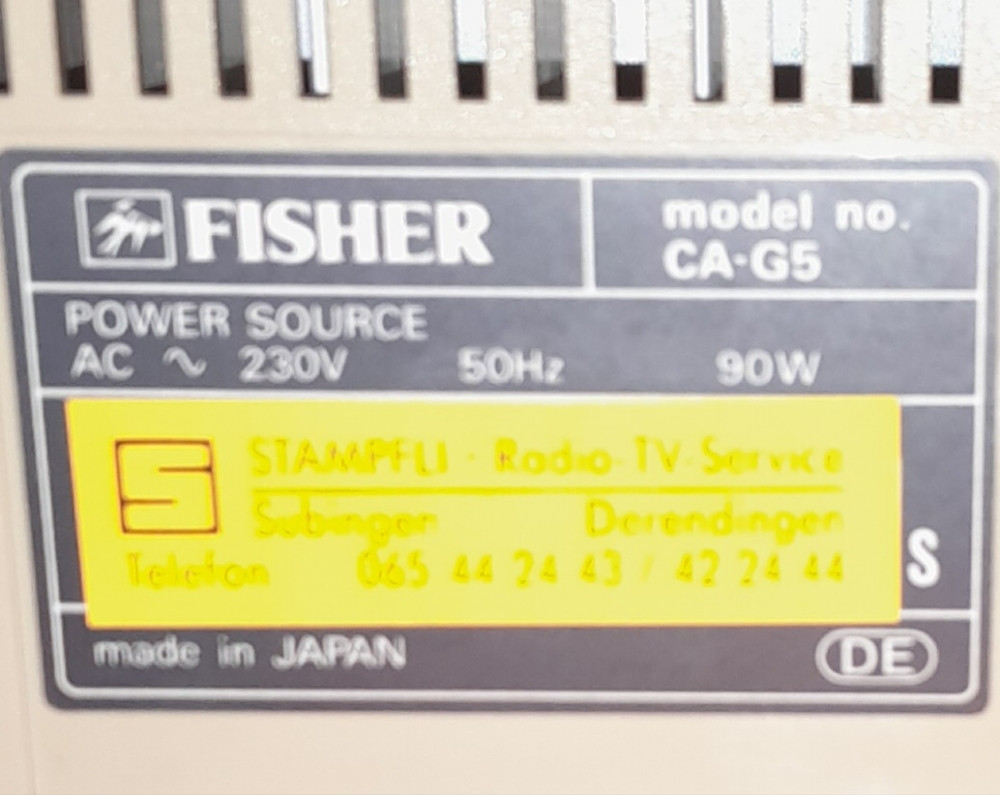 FISHER
model no.
CA-G5
POWER SOURCE
AC ∿ 230V 50Hz 90W
S STAMPFLI · Radio-TV-Service
Subingen Derendingen
Telefon 065 44 24 43 / 42 24 44
S
made in JAPAN
DE